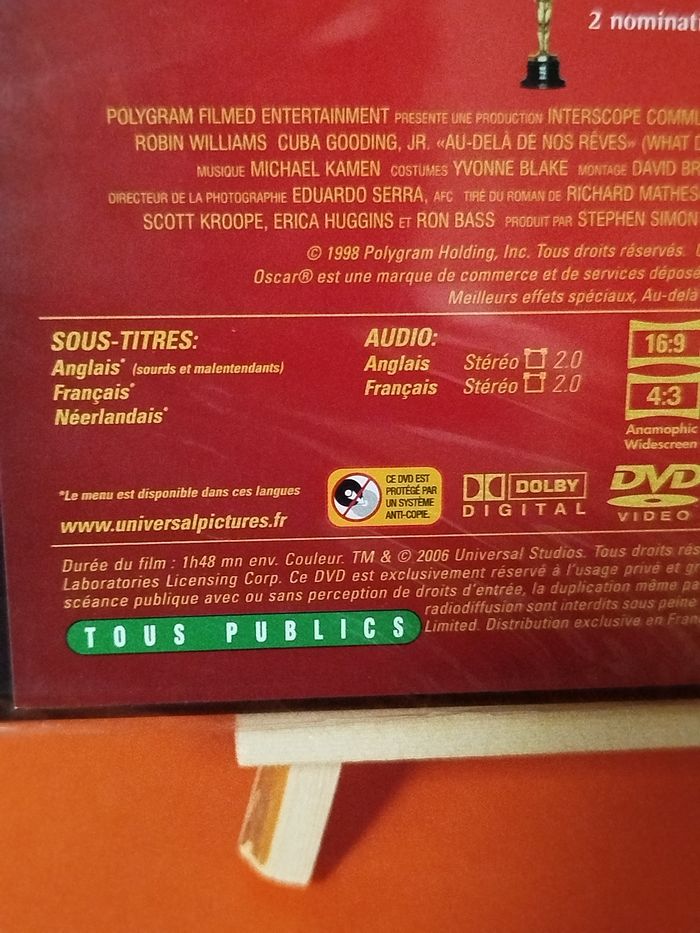 2 nominati
POLYGRAM FILMED ENTERTAINMENT PRESENTE UNE PRODUCTION INTERSCOPE COMMU
ROBIN WILLIAMS CUBA GOODING, JR. «AU-DELÀ DE NOS RÊVES» (WHAT D
MUSIQUE MICHAEL KAMEN COSTUMES YVONNE BLAKE MONTAGE DAVID BR
DIRECTEUR DE LA PHOTOGRAPHIE EDUARDO SERRA, AFC TIRÉ DU ROMAN DE RICHARD MATHES
SCOTT KROOPE, ERICA HUGGINS ET RON BASS PRODUIT PAR STEPHEN SIMON
© 1998 Polygram Holding, Inc. Tous droits réservés.
Oscar® est une marque de commerce et de services dépose
Meilleurs effets spéciaux, Au-delà
SOUS-TITRES:
Anglais* (sourds et malentendants)
Français*
Néerlandais*
AUDIO:
Anglais Stéréo 2.0
Français Stéréo 2.0
16:9
4:3
Anamophic
Widescreen
*Le menu est disponible dans ces langues
www.universalpictures.fr
CE DVD EST
PROTÉGÉ PAR
UN SYSTÈME
ANTI-COPIE.
DOLBY
DIGITAL
DVD
VIDEO
Durée du film : 1h48 mn env. Couleur. TM & © 2006 Universal Studios. Tous droits rés
Laboratories Licensing Corp. Ce DVD est exclusivement réservé à l'usage privé et gr
scéance publique avec ou sans perception de droits d'entrée, la duplication même pa
radiodiffusion sont interdits sous peine
TOUS PUBLICS Limited. Distribution exclusive en Fran